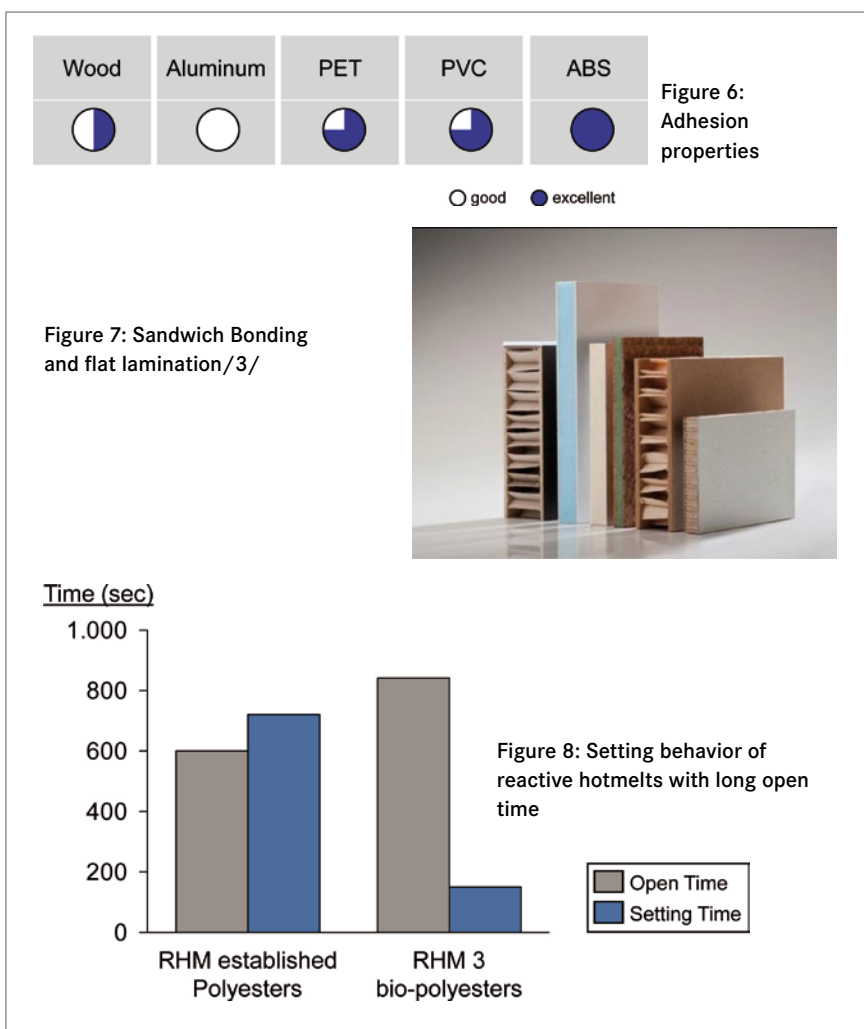 Wood Aluminum PET PVC ABS
Figure 6:
Adhesion
properties
good excellent
Figure 7: Sandwich Bonding
and flat lamination/3/
Time (sec)
1.000
800
600
400
200
0
RHM established
Polyesters
RHM 3
bio-polyesters
Figure 8: Setting behavior of
reactive hotmelts with long open
time
Open Time
Setting Time